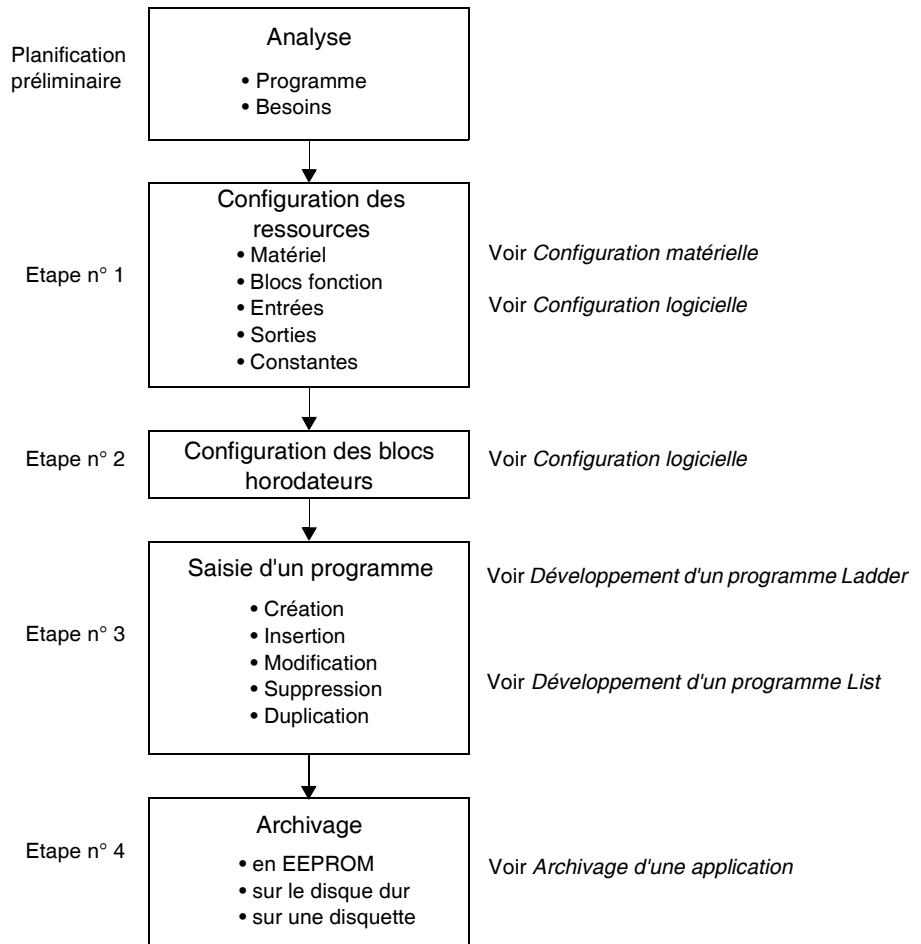 Planification
préliminaire
Analyse
• Programme
• Besoins
Etape n° 1
Configuration des
ressources
• Matériel
• Blocs fonction
• Entrées
• Sorties
• Constantes
Voir Configuration matérielle
Voir Configuration logicielle
Etape n° 2
Configuration des blocs
horodateurs
Voir Configuration logicielle
Etape n° 3
Saisie d'un programme
• Création
• Insertion
• Modification
• Suppression
• Duplication
Voir Développement d'un programme Ladder
Voir Développement d'un programme List
Etape n° 4
Archivage
• en EEPROM
• sur le disque dur
• sur une disquette
Voir Archivage d'une application